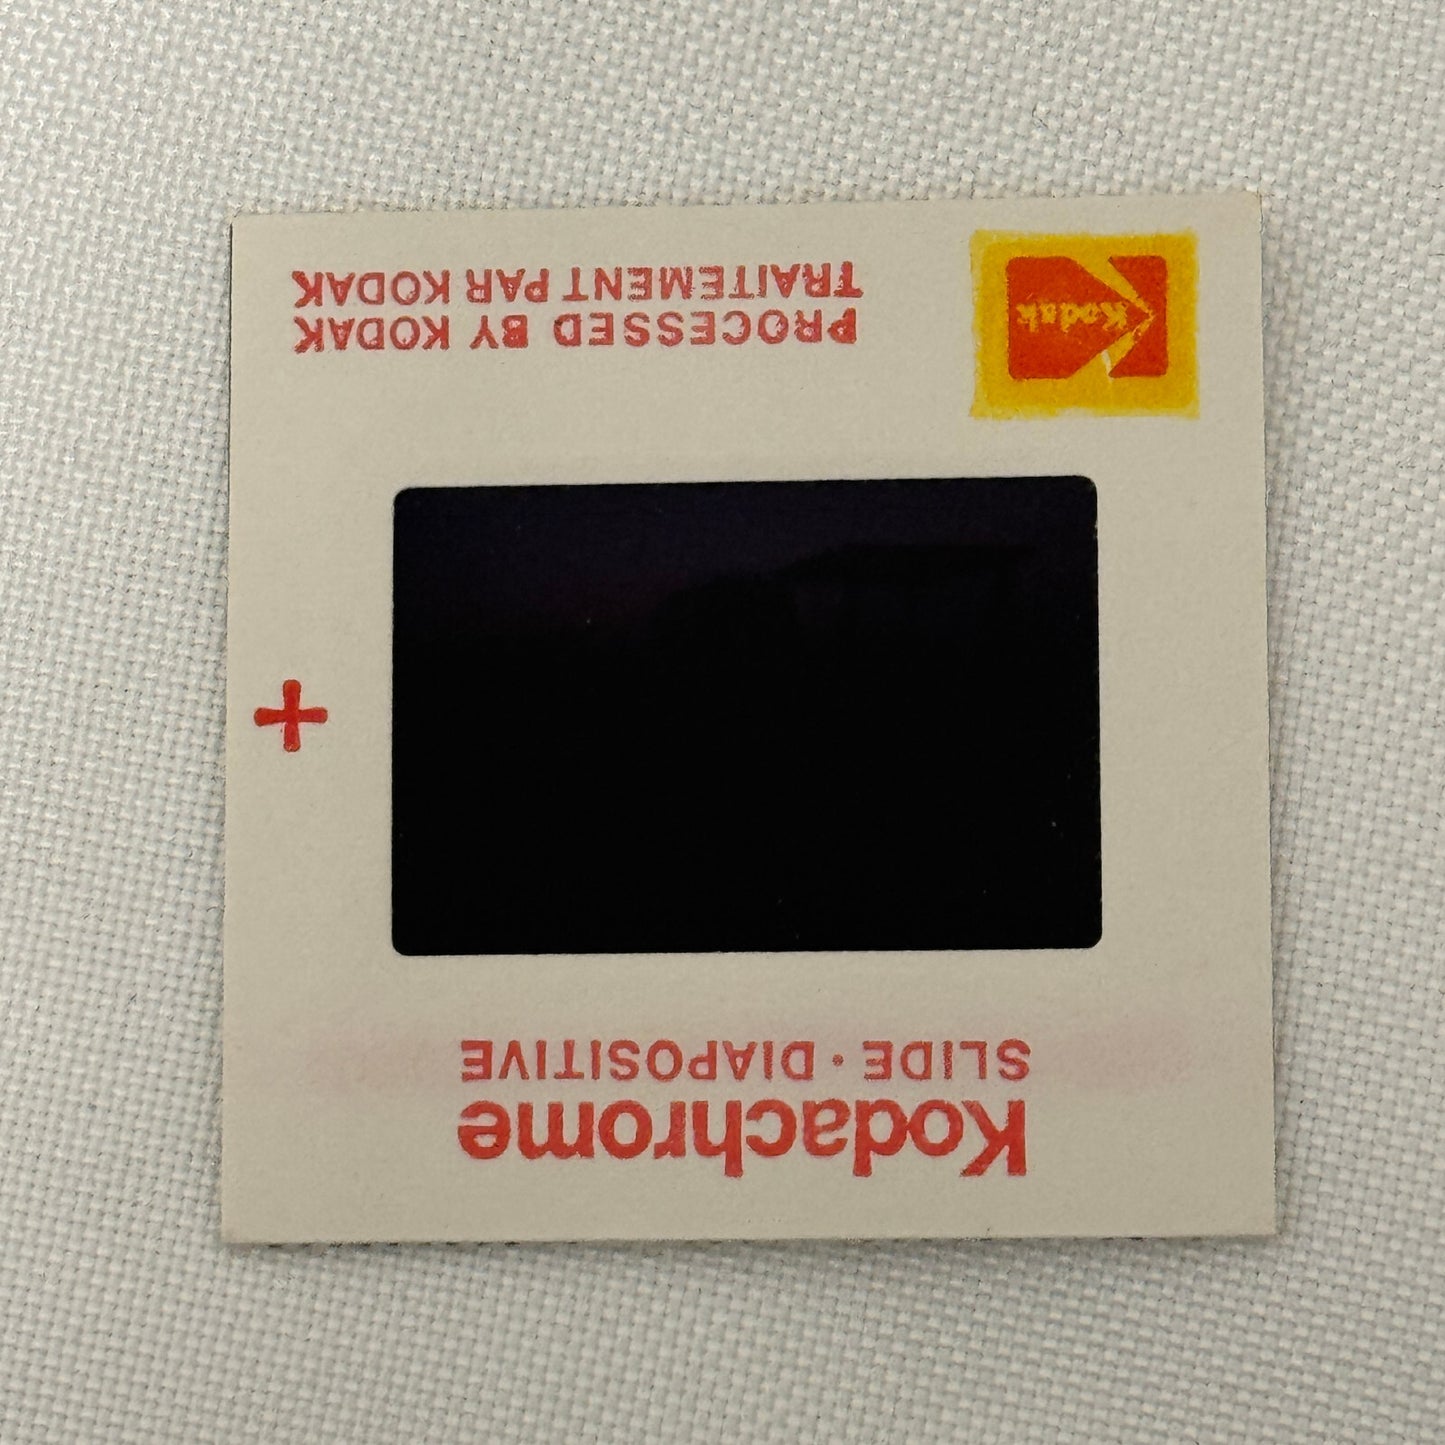 Kodachrome
SLIDE · DIAPOSITIVE
Kodak
PROCESSED BY KODAK
TRAITEMENT PAR KODAK